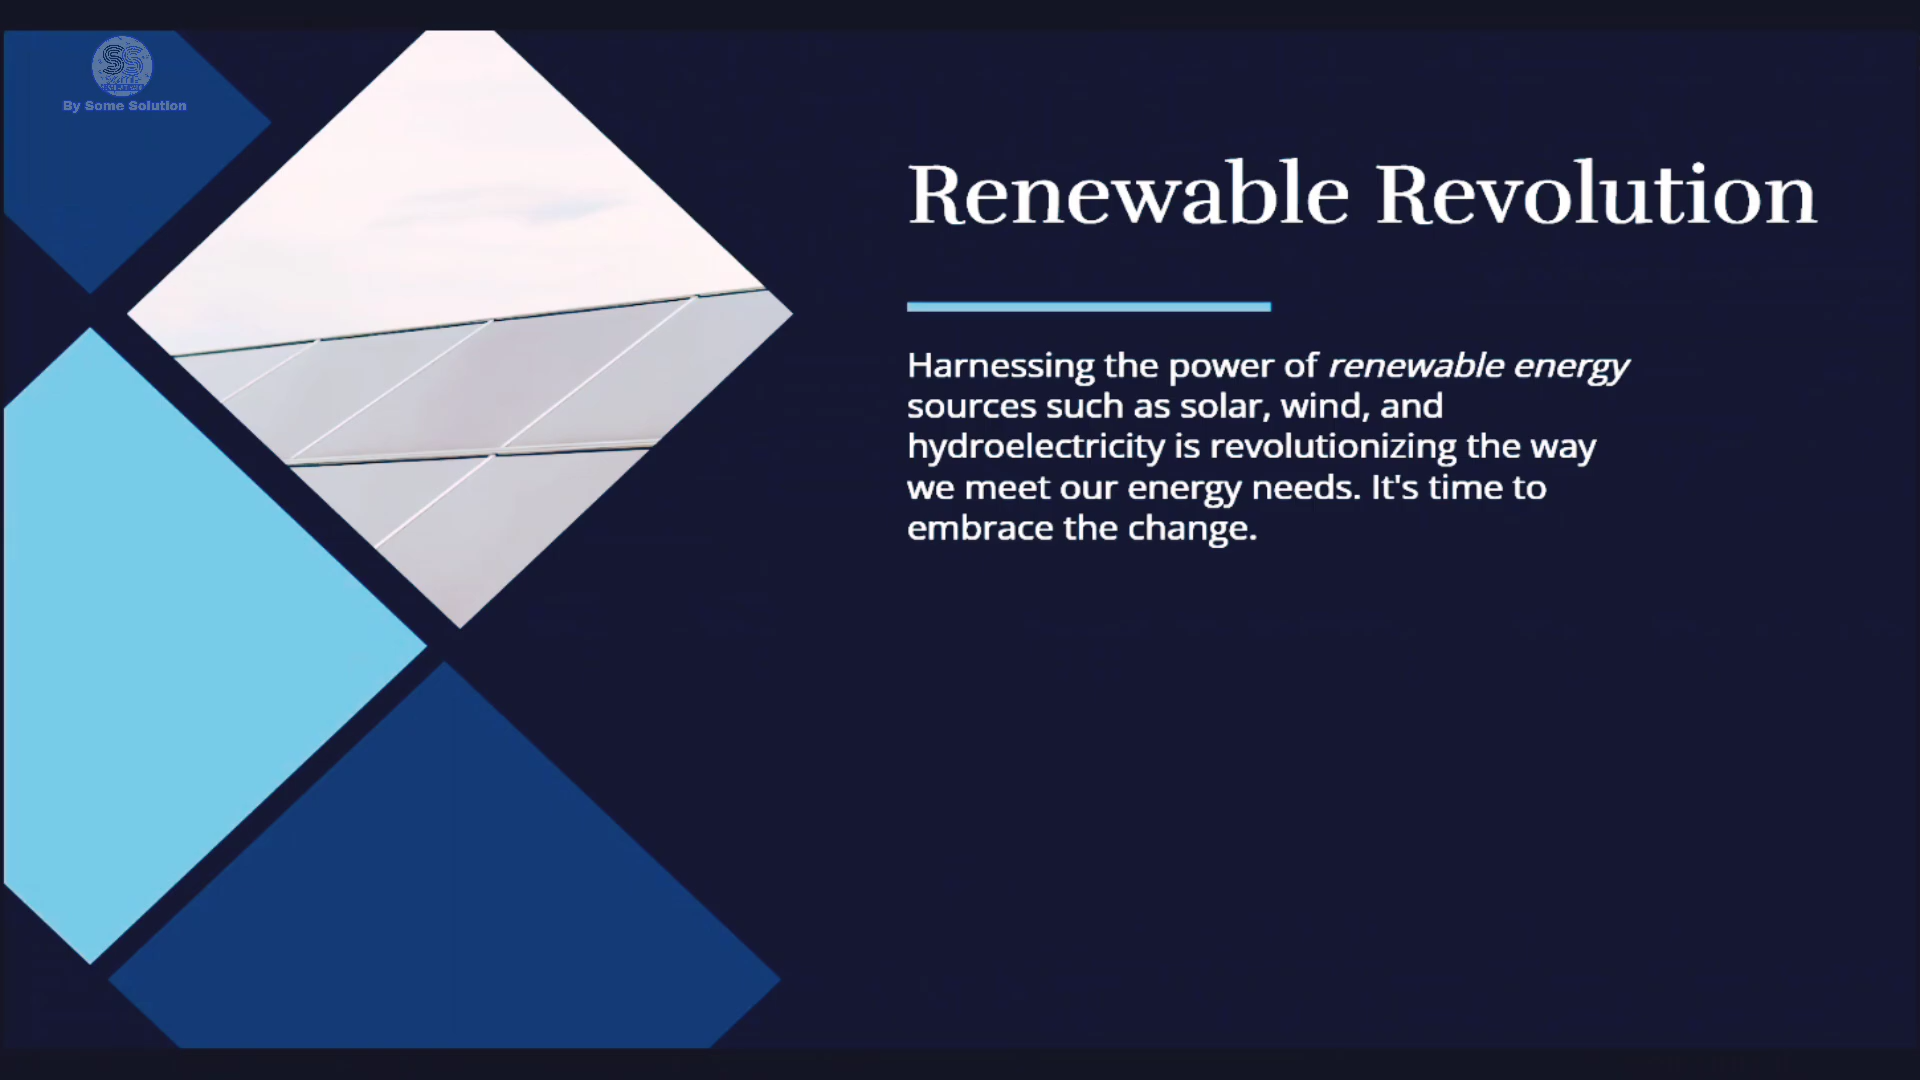 By Some Solution
Renewable Revolution
Harnessing the power of renewable energy
sources such as solar, wind, and
hydroelectricity is revolutionizing the way
we meet our energy needs. It's time to
embrace the change.